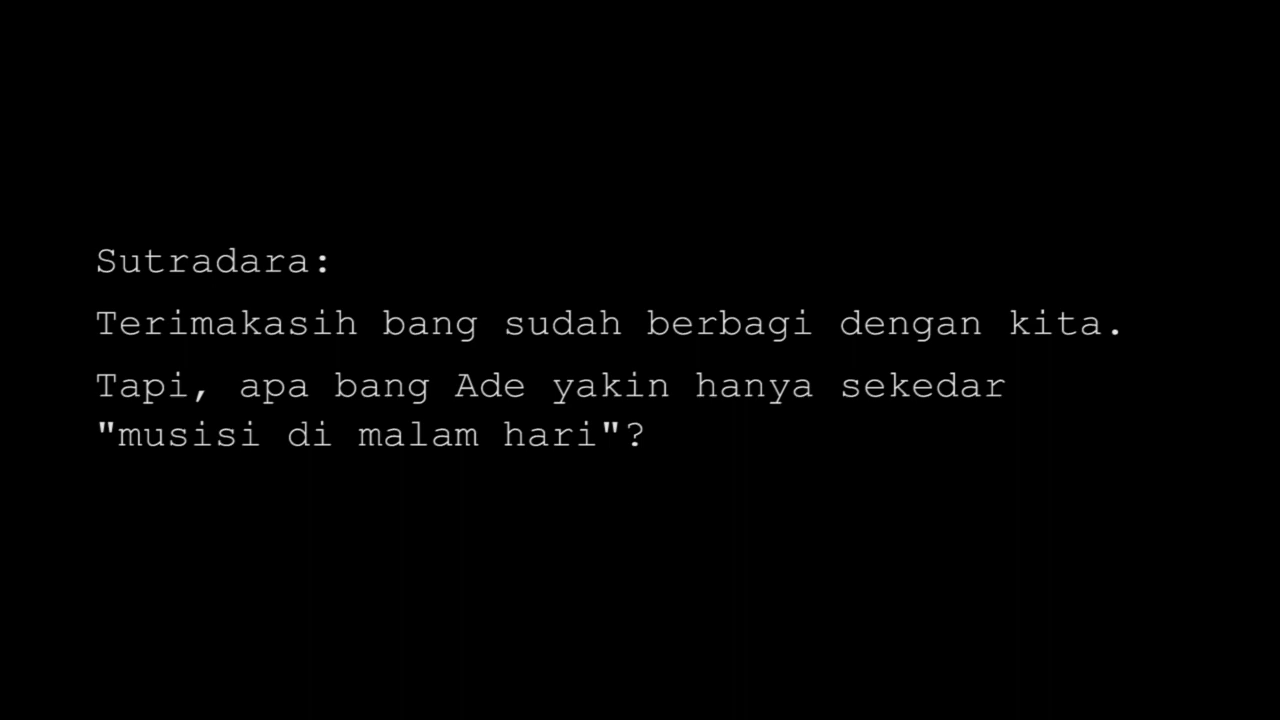 Sutradara:
Terimakasih bang sudah berbagi dengan kita.
Tapi, apa bang Ade yakin hanya sekedar
"musisi di malam hari"?